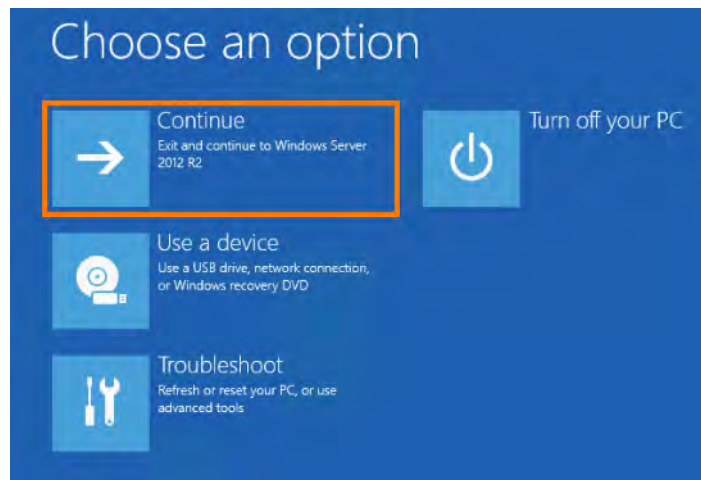 Choose an option
Continue
Exit and continue to Windows Server
2012 R2
Turn off your PC
Use a device
Use a USB drive, network connection,
or Windows recovery DVD
Troubleshoot
Refresh or reset your PC, or use
advanced tools